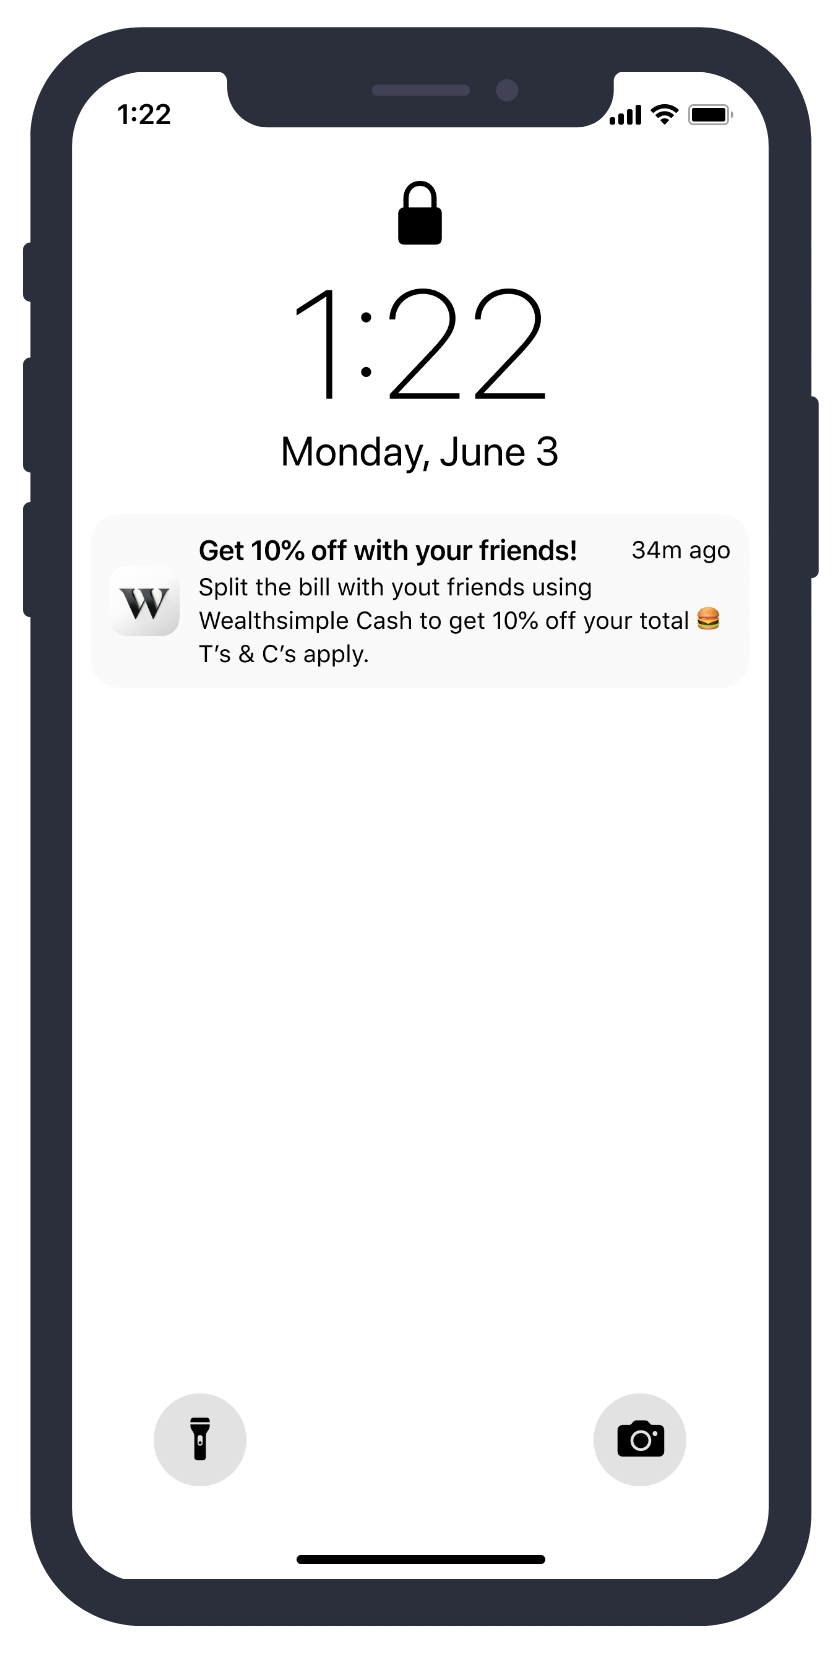 1:22
1:22
Monday, June 3
Get 10% off with your friends! 34m ago
W
Split the bill with yout friends using
Wealthsimple Cash to get 10% off your total 🍔
T’s & C’s apply.